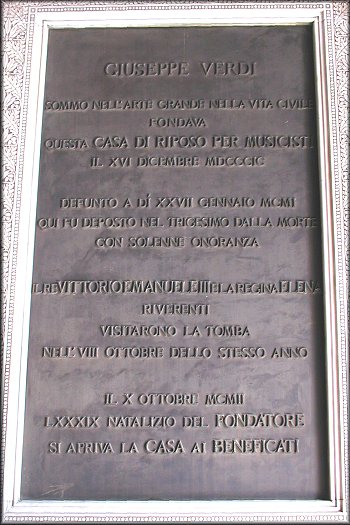 GIUSEPPE VERDI
SOMMO NELL'ARTE GRANDE NELLA VITA CIVILE
FONDAVA
QUESTA CASA DI RIPOSO PER MUSICISTI
IL XVI DICEMBRE MDCCCIC
DEFUNTO A DÍ XXVII GENNAIO MCMI
QUI FU DEPOSTO NEL TRIGESIMO DALLA MORTE
CON SOLENNE ONORANZA
IL RE VITTORIO EMANUELE III E LA REGINA ELENA
RIVERENTI
VISITARONO LA TOMBA
NELL'VIII OTTOBRE DELLO STESSO ANNO
IL X OTTOBRE MCMII
LXXXIX NATALIZIO DEL FONDATORE
SI APRIVA LA CASA AI BENEFICATI